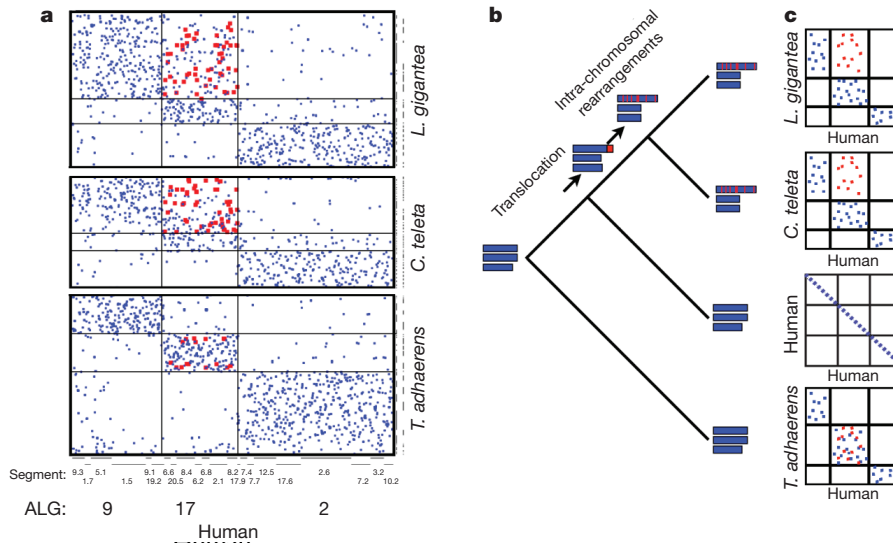 a
L. gigantea
C. teleta
T. adhaerens
Segment:
9.3 5.1 9.1 6.6 8.4 6.8 8.2 7.4 12.5 2.6 3.2
1.7 1.5 19.2 20.5 6.2 2.1 17.9 7.7 17.6 7.2 10.2
ALG: 9 17 2
Human
b
Translocation
Intra-chromosomal
rearrangements
c
L. gigantea
Human
C. teleta
Human
Human
Human
T. adhaerens
Human